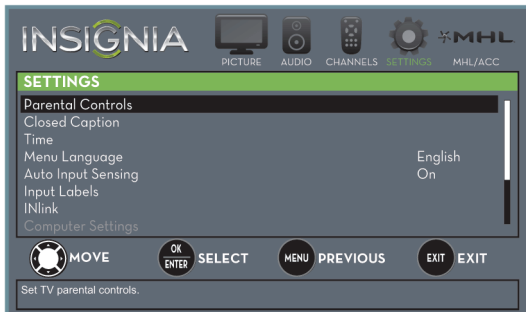 INSIGNIA
PICTURE AUDIO CHANNELS SETTINGS MHL MHL/ACC
SETTINGS
Parental Controls
Closed Caption
Time
Menu Language English
Auto Input Sensing On
Input Labels
INlink
Computer Settings
MOVE OK ENTER SELECT MENU PREVIOUS EXIT EXIT
Set TV parental controls.